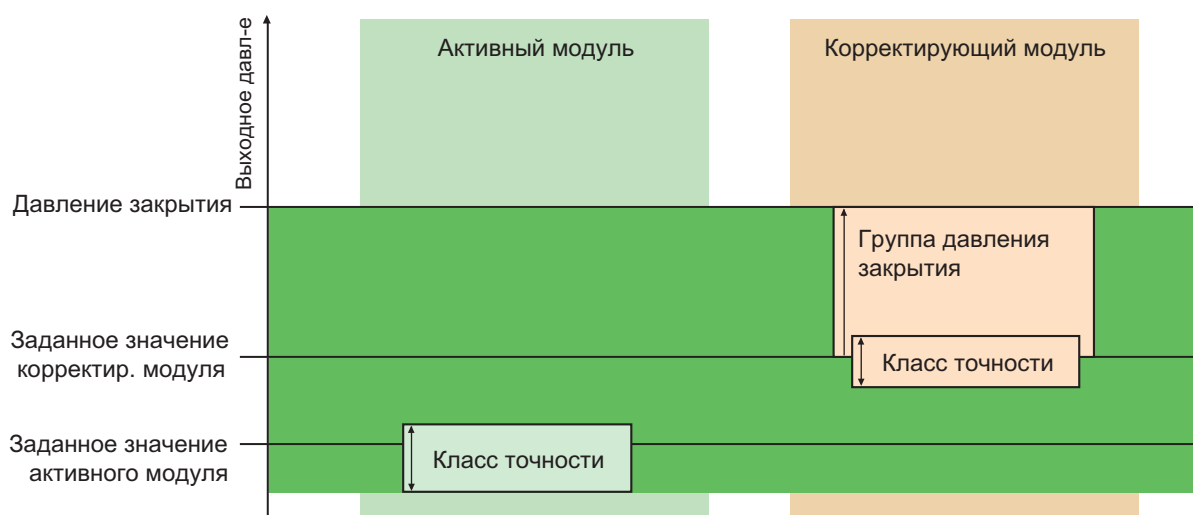 Выходное давл-е
Активный модуль
Корректирующий модуль
Давление закрытия
Группа давления
закрытия
Заданное значение
корректир. модуля
Класс точности
Заданное значение
активного модуля
Класс точности